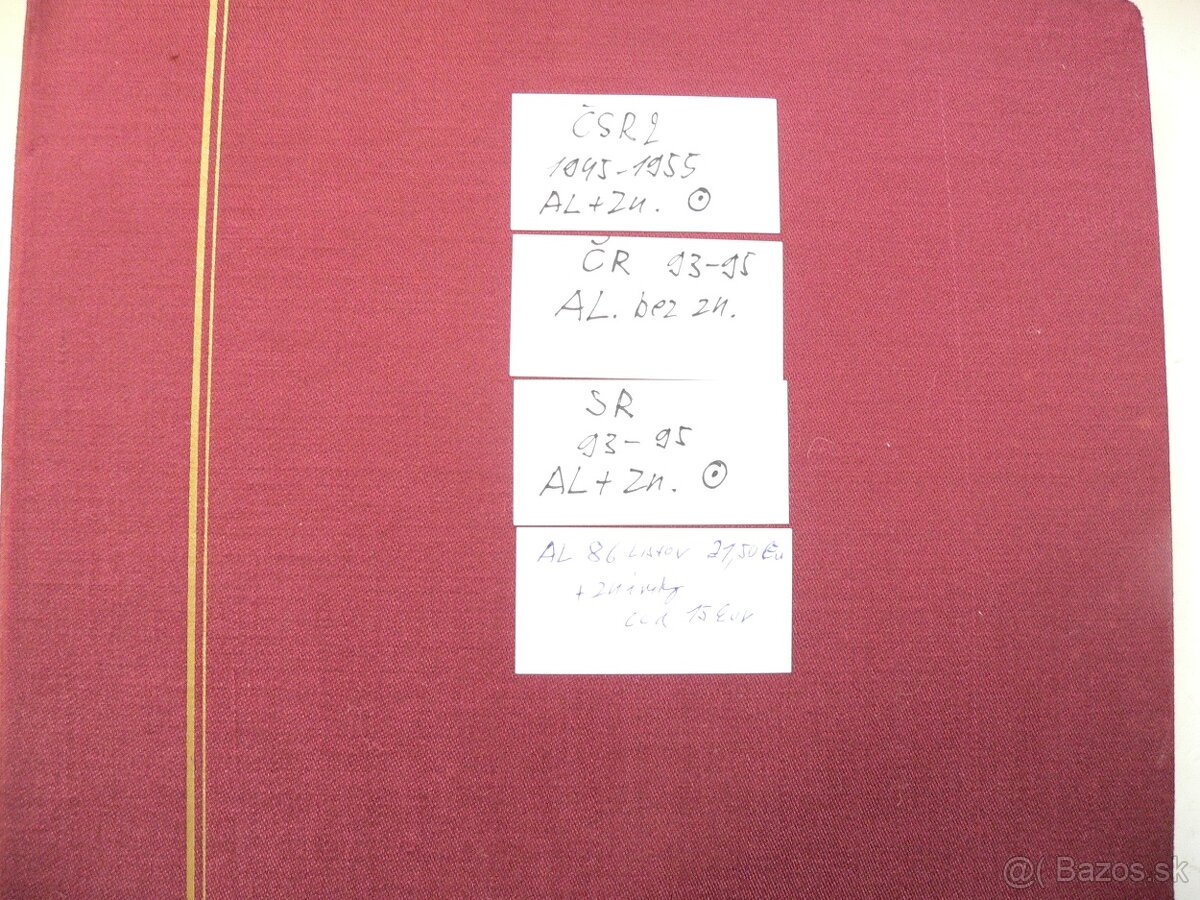 ČSR 2
1945-1955
AL+Zn. ⊙
ČR 93-95
AL. bez zn.
SR
93-95
AL+Zn. ⊙
AL 86 listov 21,50 Eu
+ známky
cca 15 Eur
@( Bazos.sk